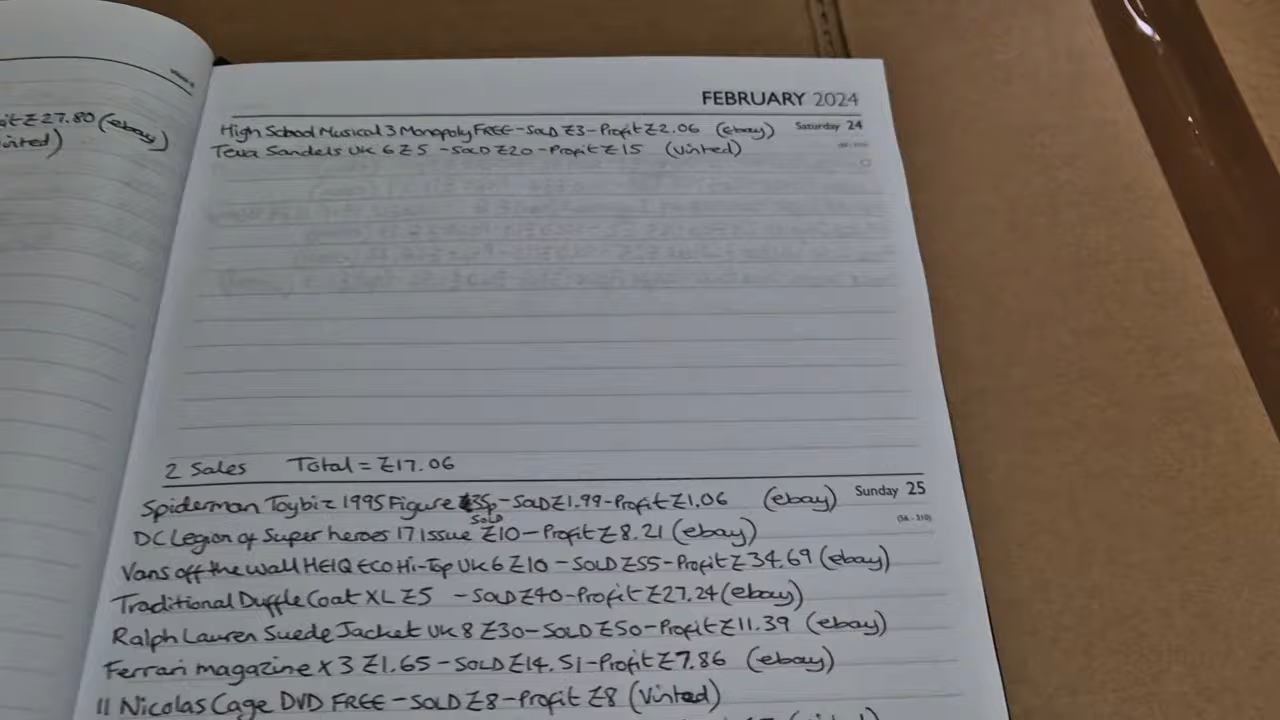 £27.80 (ebay)
FEBRUARY 2024
Saturday 24
High School Musical 3 Monopoly FREE - SOLD £3 - Profit £2.06 (ebay)
Teva Sandels UK 6 £5 - SOLD £20 - Profit £15 (Vinted)
2 Sales Total = £17.06
Sunday 25
(56 - 310)
Spiderman Toybiz 1995 Figure 35p - SOLD £1.99 - Profit £1.06 (ebay)
SOLD
DC Legion of Super heroes 17 Issue £10 - Profit £8.21 (ebay)
Vans off the Wall HEIQ ECO Hi-Top UK 6 £10 - SOLD £55 - Profit £34.69 (ebay)
Traditional Duffle Coat XL £5 - SOLD £40 - Profit £27.24 (ebay)
Ralph Lauren Suede Jacket UK 8 £30 - SOLD £50 - Profit £11.39 (ebay)
Ferrari magazine X 3 £1.65 - SOLD £14.51 - Profit £7.86 (ebay)
11 Nicolas Cage DVD FREE - SOLD £8 - Profit £8 (Vinted)